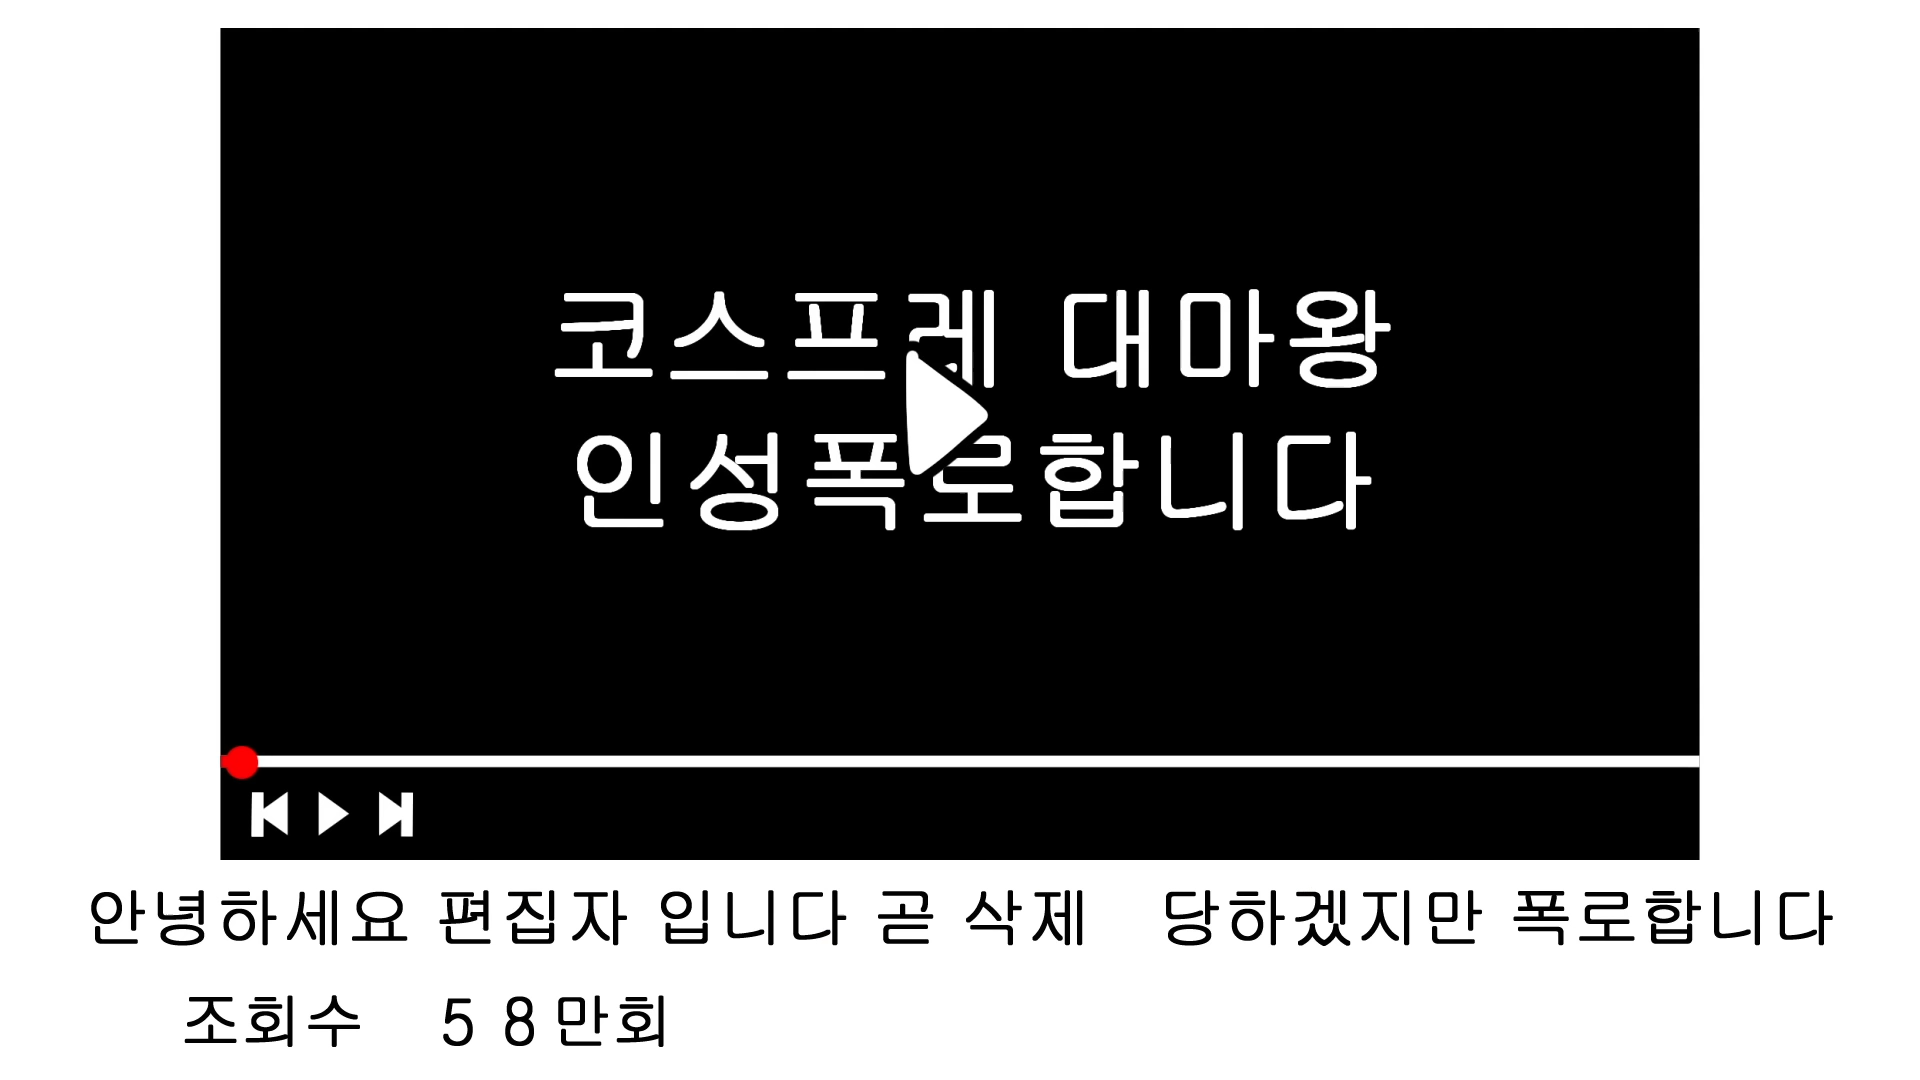 코스프레 대마왕
인성폭로합니다
안녕하세요 편집자 입니다 곧 삭제 당하겠지만 폭로합니다
조회수 58만회